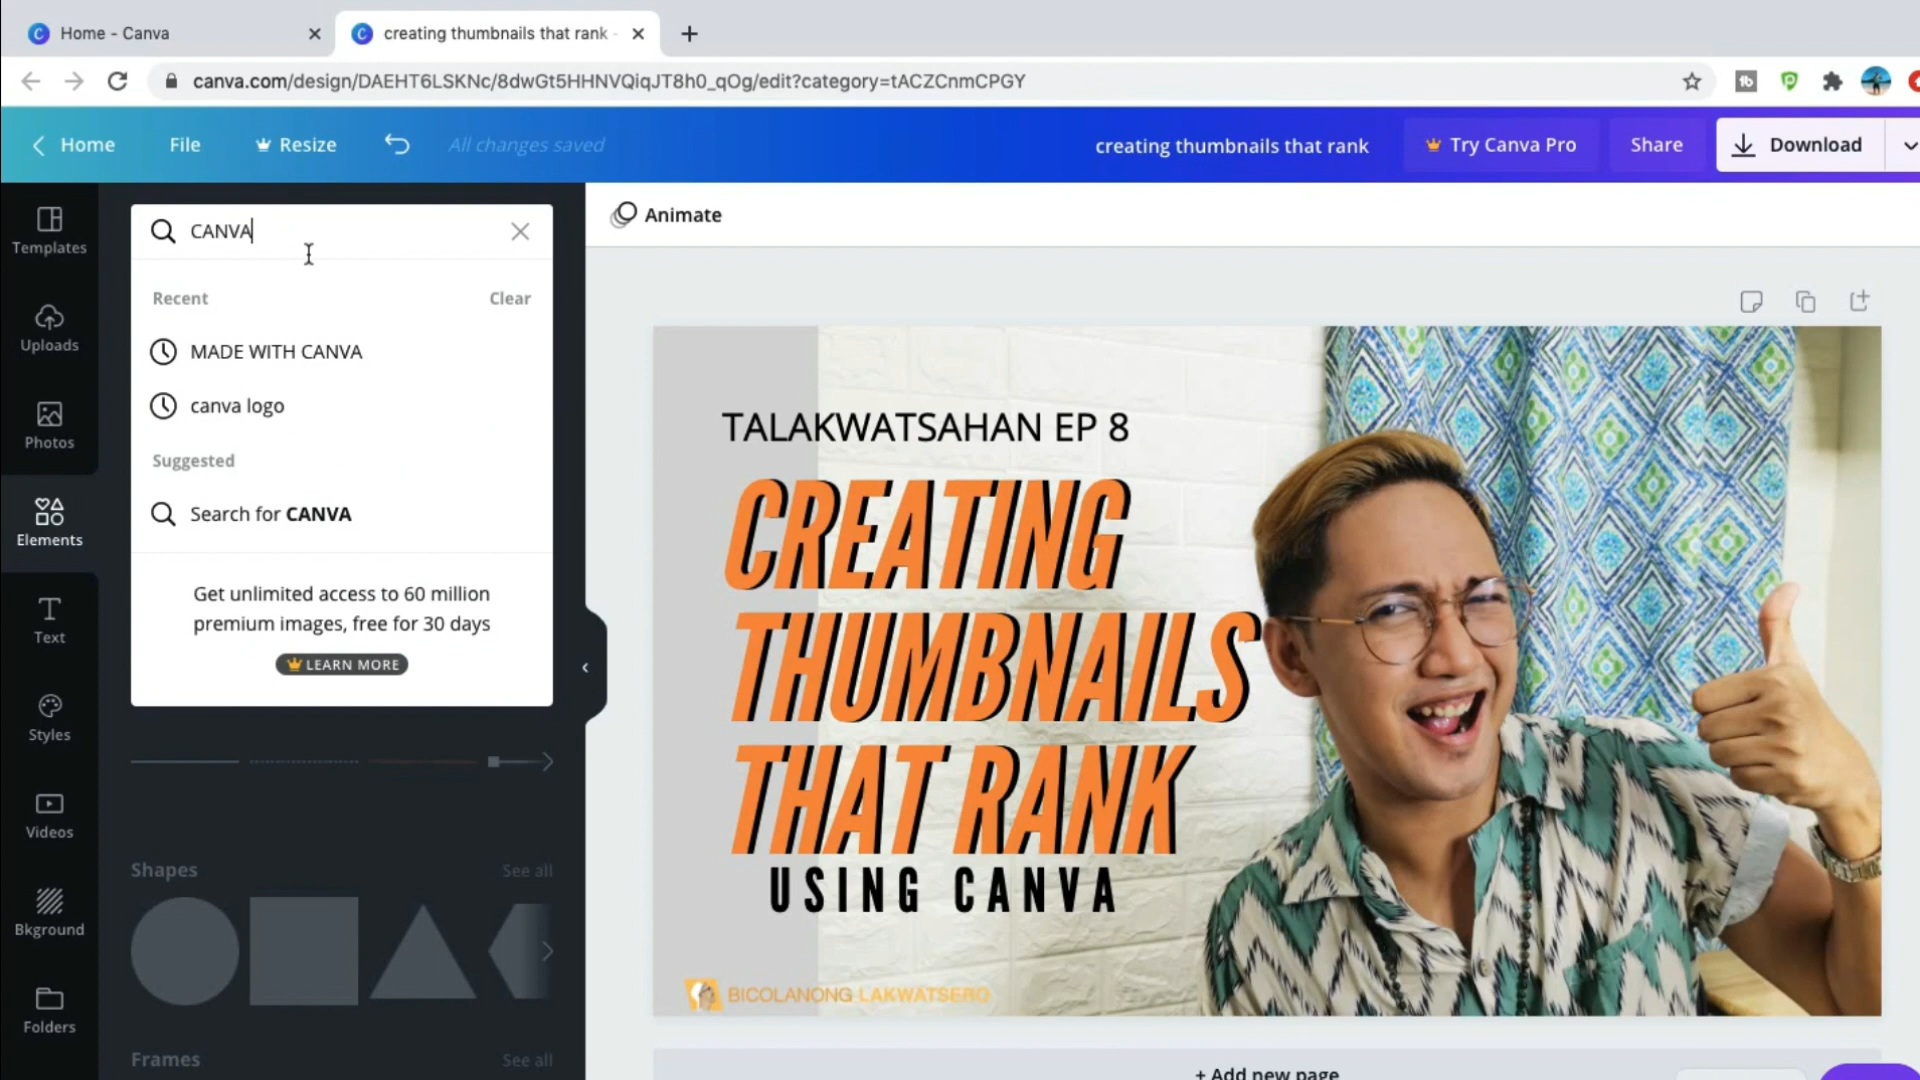 Home - Canva
creating thumbnails that rank -
canva.com/design/DAEHT6LSKNc/8dwGt5HHNVQiqJT8h0_qOg/edit?category=tACZCnmCPGY
Home
File
Resize
All changes saved
creating thumbnails that rank
Try Canva Pro
Share
Download
Templates
Uploads
Photos
Elements
Text
Styles
Videos
Bkground
Folders
CANVA
Recent
Clear
MADE WITH CANVA
canva logo
Suggested
Search for CANVA
Get unlimited access to 60 million
premium images, free for 30 days
LEARN MORE
Shapes
See all
Frames
See all
Animate
TALAKWATSAHAN EP 8
CREATING
THUMBNAILS
THAT RANK
USING CANVA
BICOLANONG LAKWATSERO
+ Add new page